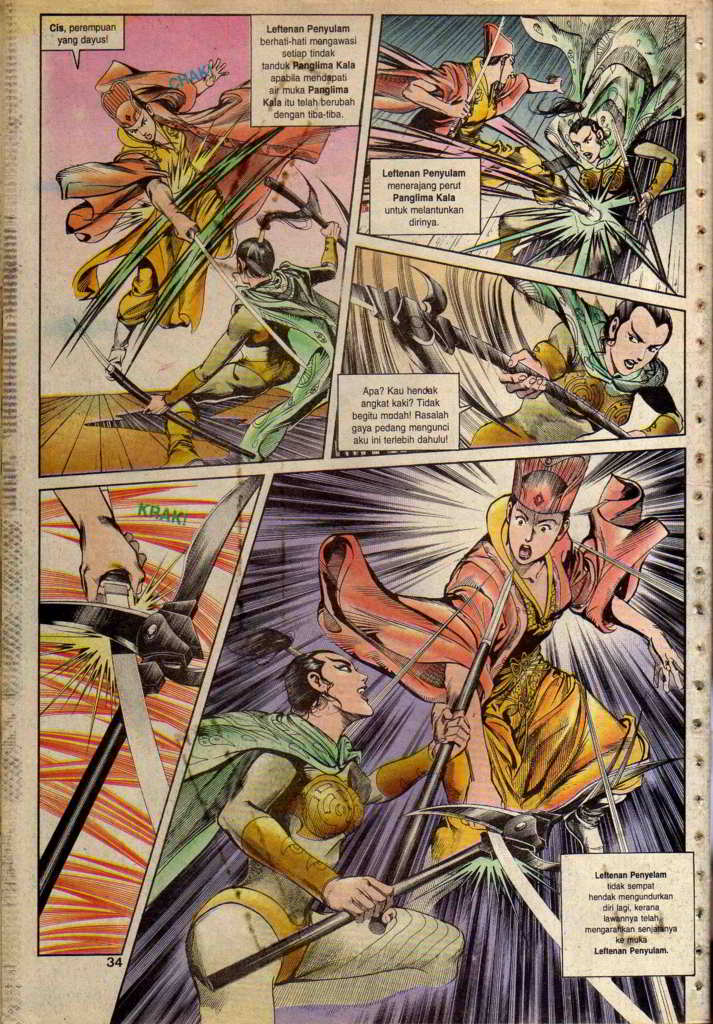 Cis, perempuan
yang dayus!
Leftenan Penyulam
berhati-hati mengawasi
setiap tindak
tanduk Panglima Kala
apabila mendapati
air muka Panglima
Kala itu telah berubah
dengan tiba-tiba.
CHAK!
Leftenan Penyulam
menerajang perut
Panglima Kala
untuk melantunkan
dirinya.
Apa? Kau hendak
angkat kaki? Tidak
begitu mudah! Rasalah
gaya pedang mengunci
aku ini terlebih dahulu!
KRAK!
Leftenan Penyelam
tidak sempat
hendak mengundurkan
diri lagi, kerana
lawannya telah
mengarahkan senjatanya
ke muka
Leftenan Penyulam.
34